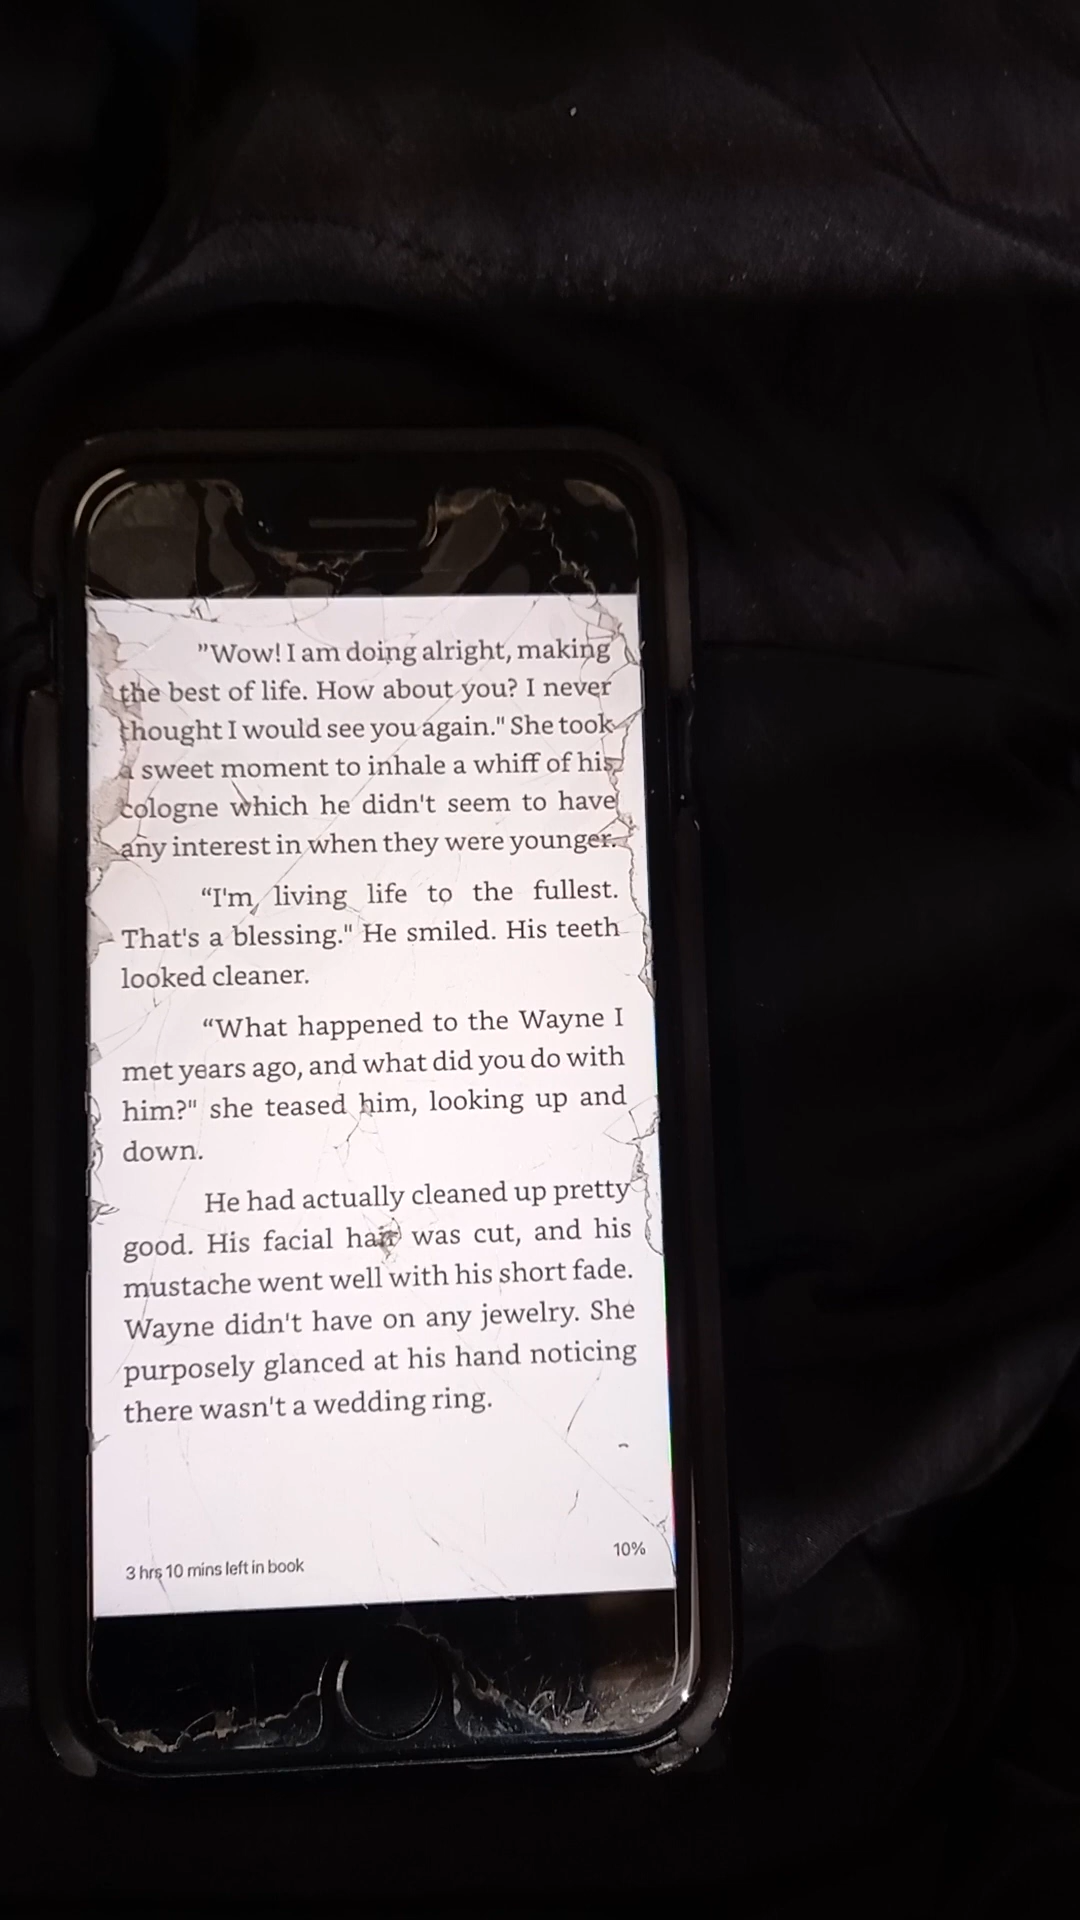 "Wow! I am doing alright, making
the best of life. How about you? I never
thought I would see you again." She took
a sweet moment to inhale a whiff of his
cologne which he didn't seem to have
any interest in when they were younger.
“I'm living life to the fullest.
That's a blessing." He smiled. His teeth
looked cleaner.
“What happened to the Wayne I
met years ago, and what did you do with
him?" she teased him, looking up and
down.
He had actually cleaned up pretty
good. His facial hair was cut, and his
mustache went well with his short fade.
Wayne didn't have on any jewelry. She
purposely glanced at his hand noticing
there wasn't a wedding ring.
3 hrs 10 mins left in book
10%